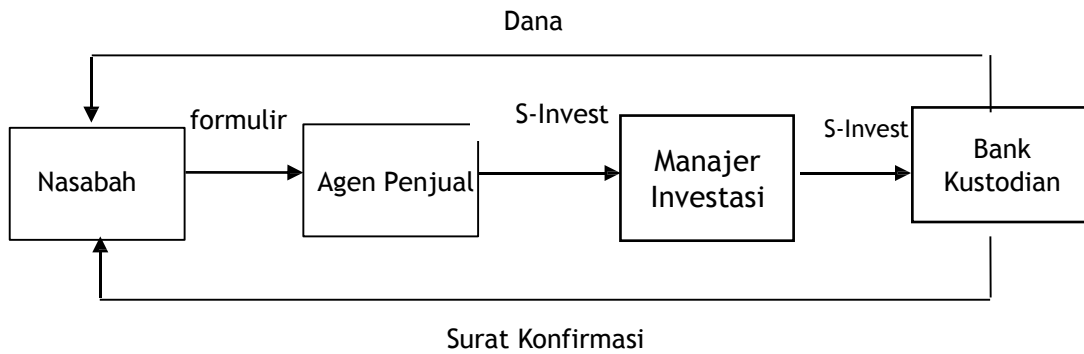 Dana
formulir
S-Invest
S-Invest
Nasabah
Agen Penjual
Manajer
Investasi
Bank
Kustodian
Surat Konfirmasi